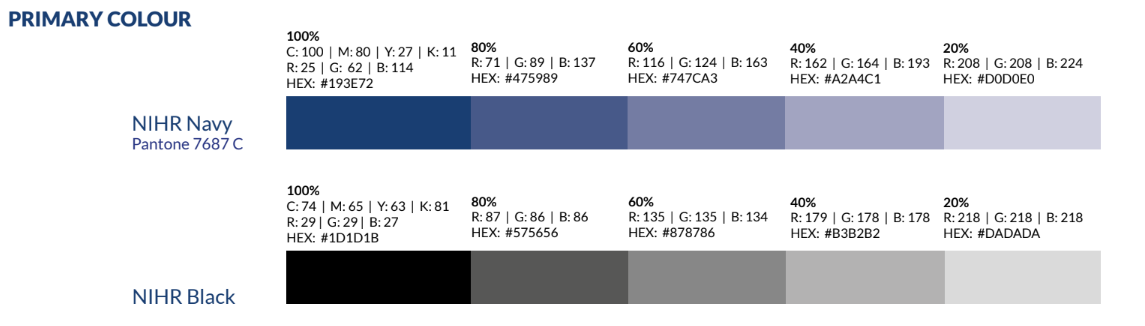 PRIMARY COLOUR
100%
C: 100 | M: 80 | Y: 27 | K: 11
R: 25 | G: 62 | B: 114
HEX: #193E72
80%
R: 71 | G: 89 | B: 137
HEX: #475989
60%
R: 116 | G: 124 | B: 163
HEX: #747CA3
40%
R: 162 | G: 164 | B: 193
HEX: #A2A4C1
20%
R: 208 | G: 208 | B: 224
HEX: #D0D0E0
NIHR Navy
Pantone 7687 C
100%
C: 74 | M: 65 | Y: 63 | K: 81
R: 29 | G: 29 | B: 27
HEX: #1D1D1B
80%
R: 87 | G: 86 | B: 86
HEX: #575656
60%
R: 135 | G: 135 | B: 134
HEX: #878786
40%
R: 179 | G: 178 | B: 178
HEX: #B3B2B2
20%
R: 218 | G: 218 | B: 218
HEX: #DADADA
NIHR Black